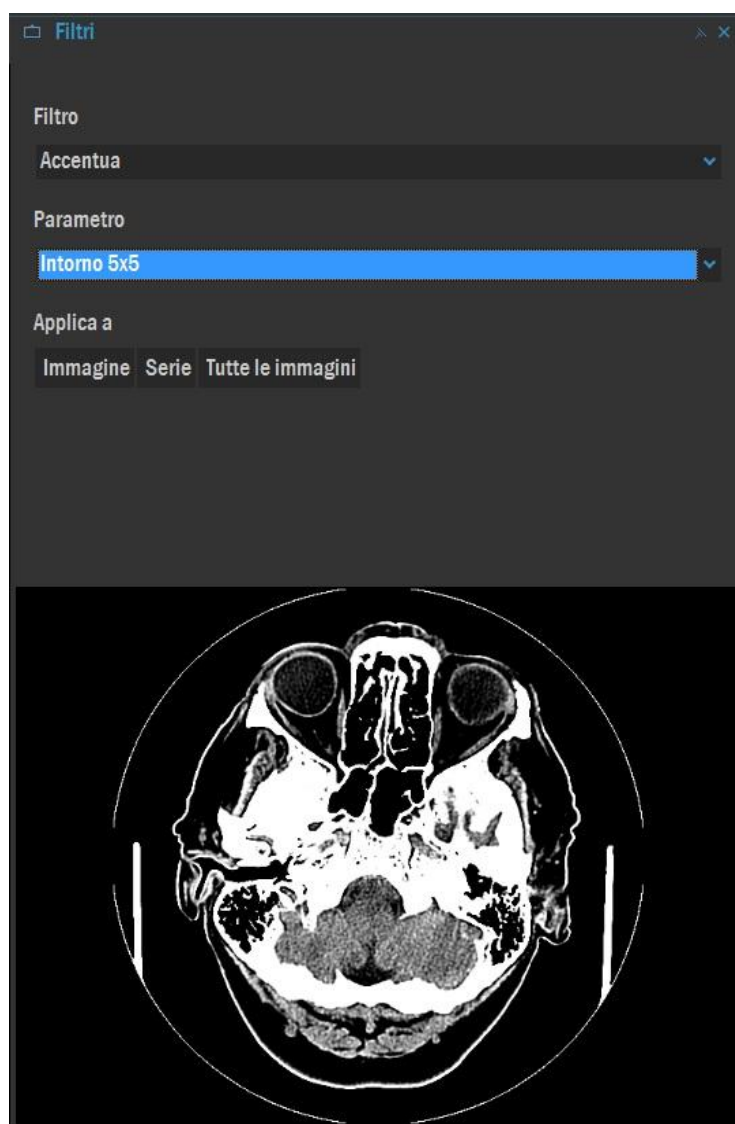 Filtri
Filtro
Accentua
Parametro
Intorno 5x5
Applica a
Immagine Serie Tutte le immagini